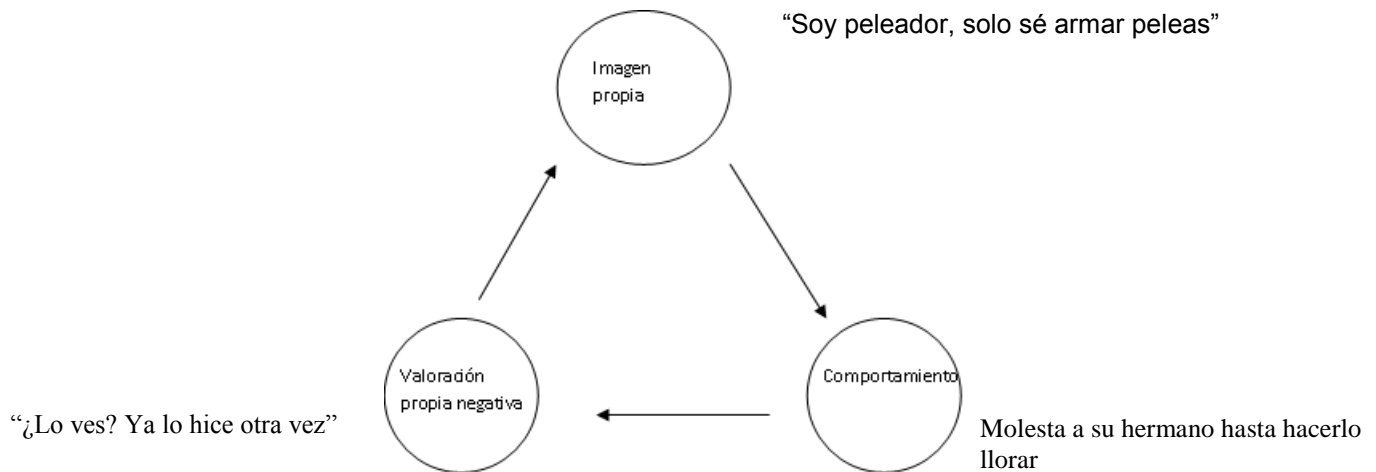 “Soy peleador, solo sé armar peleas”
Imagen
propia
Valoración
propia negativa
Comportamiento
“¿Lo ves? Ya lo hice otra vez”
Molesta a su hermano hasta hacerlo
llorar